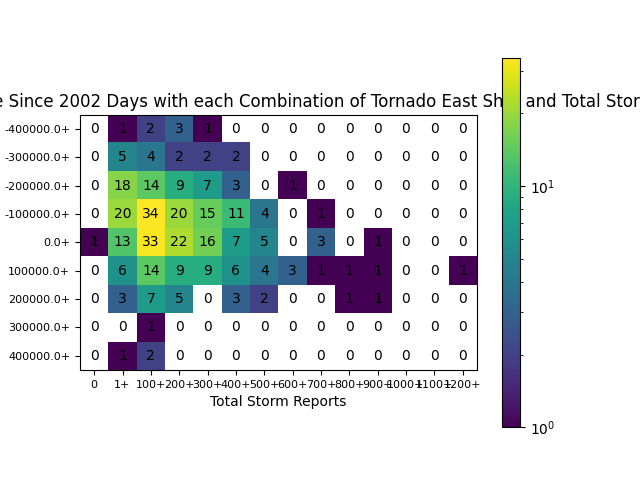 e Since 2002 Days with each Combination of Tornado East Sh and Total Stor
-400000.0+ 0 1 2 3 1 0 0 0 0 0 0 0 0 0
-300000.0+ 0 5 4 2 2 2 0 0 0 0 0 0 0 0
-200000.0+ 0 18 14 9 7 3 0 1 0 0 0 0 0 0
-100000.0+ 0 20 34 20 15 11 4 0 1 0 0 0 0 0
0.0+ 1 13 33 22 16 7 5 0 3 0 1 0 0 0
100000.0+ 0 6 14 9 9 6 4 3 1 1 1 0 0 1
200000.0+ 0 3 7 5 0 3 2 0 0 1 1 0 0 0
300000.0+ 0 0 1 0 0 0 0 0 0 0 0 0 0 0
400000.0+ 0 1 2 0 0 0 0 0 0 0 0 0 0 0
0 1+ 100+ 200+ 300+ 400+ 500+ 600+ 700+ 800+ 900+ 1000+ 1100+ 1200+
Total Storm Reports
10¹
10⁰